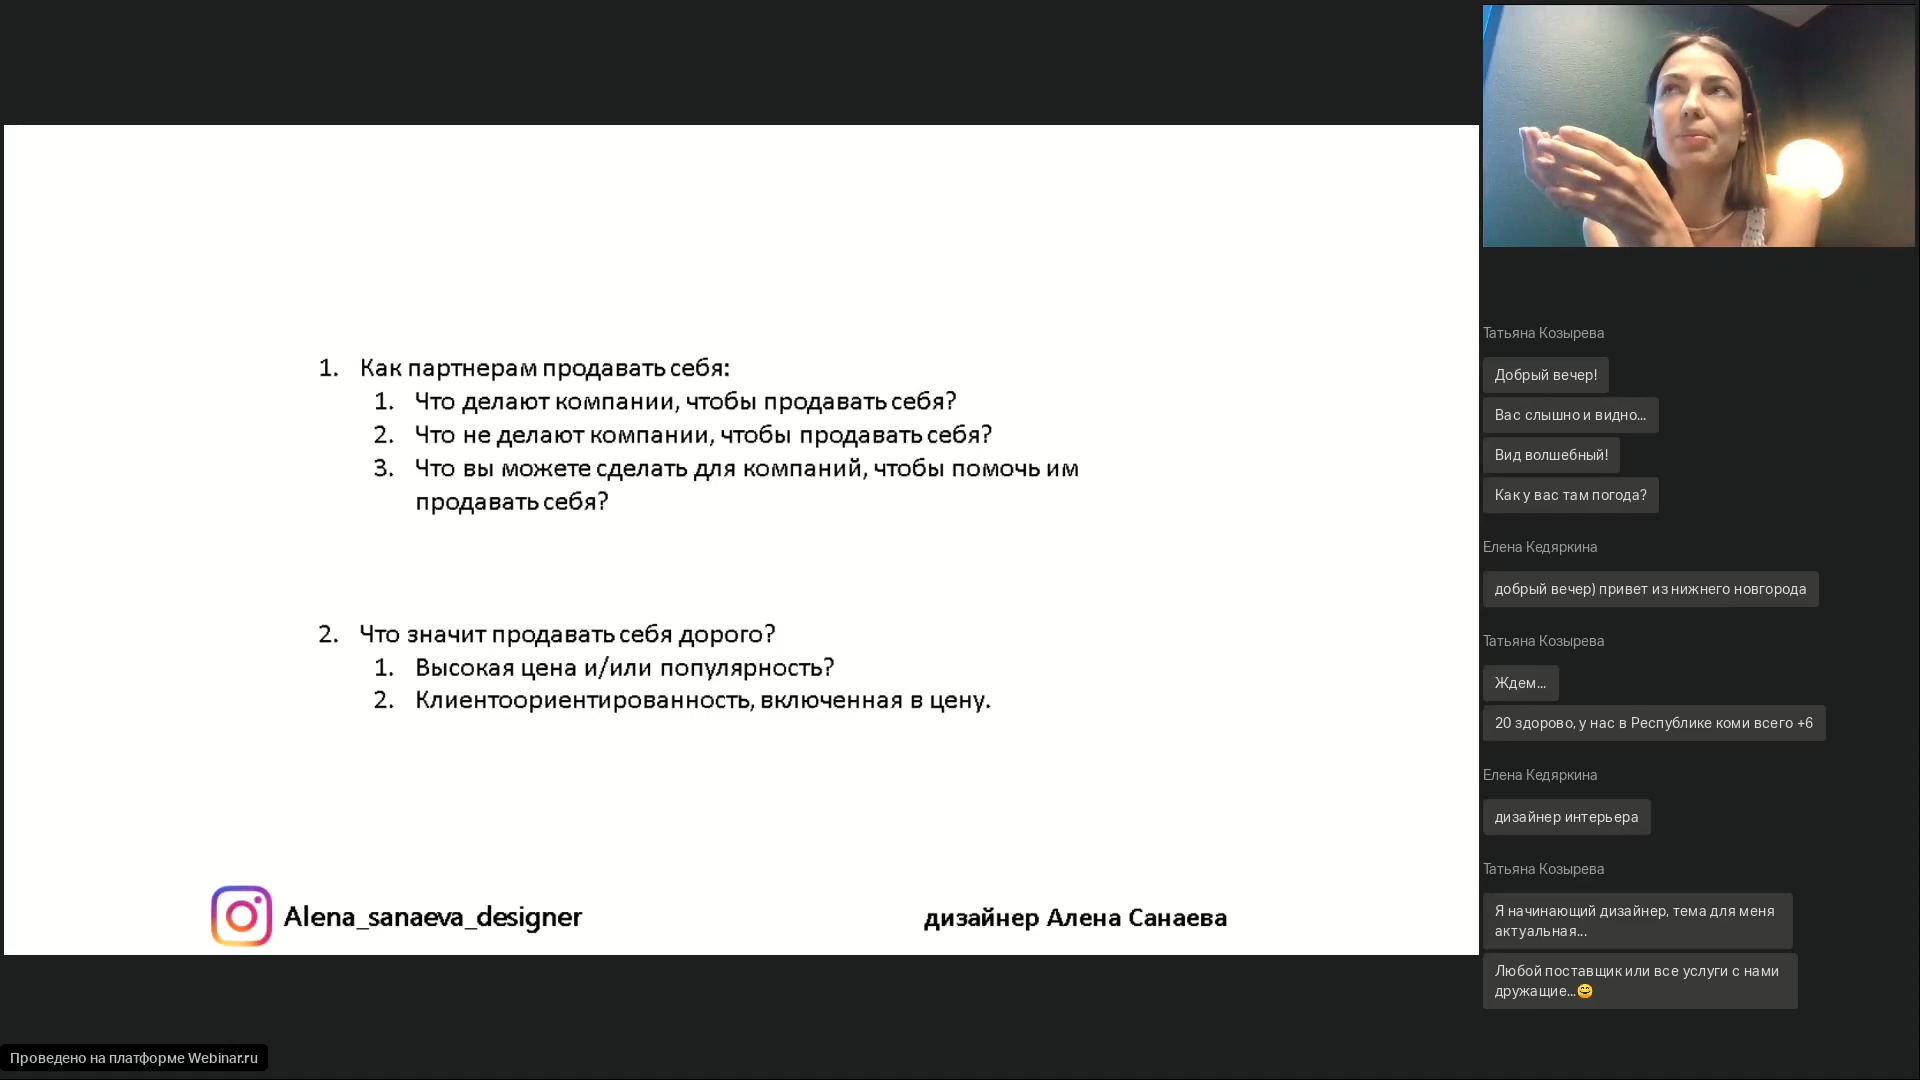 1. Как партнерам продавать себя:
1. Что делают компании, чтобы продавать себя?
2. Что не делают компании, чтобы продавать себя?
3. Что вы можете сделать для компаний, чтобы помочь им
продавать себя?
2. Что значит продавать себя дорого?
1. Высокая цена и/или популярность?
2. Клиентоориентированность, включенная в цену.
Alena_sanaeva_designer
дизайнер Алена Санаева
Татьяна Козырева
Добрый вечер!
Вас слышно и видно...
Вид волшебный!
Как у вас там погода?
Елена Кедяркина
добрый вечер) привет из нижнего новгорода
Татьяна Козырева
Ждем...
20 здорово, у нас в Республике коми всего +6
Елена Кедяркина
дизайнер интерьера
Татьяна Козырева
Я начинающий дизайнер, тема для меня
актуальная...
Любой поставщик или все услуги с нами
дружащие...😊
Проведено на платформе Webinar.ru